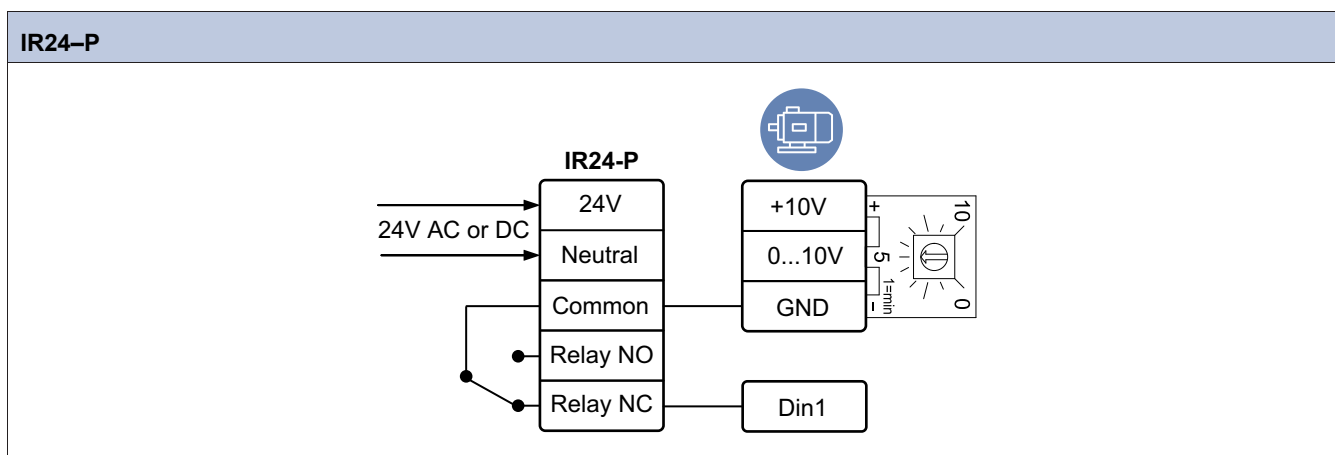 IR24–P
IR24-P
24V
+10V
+
10
24V AC or DC
Neutral
0...10V
5
Common
GND
1=min
-
0
Relay NO
Relay NC
Din1